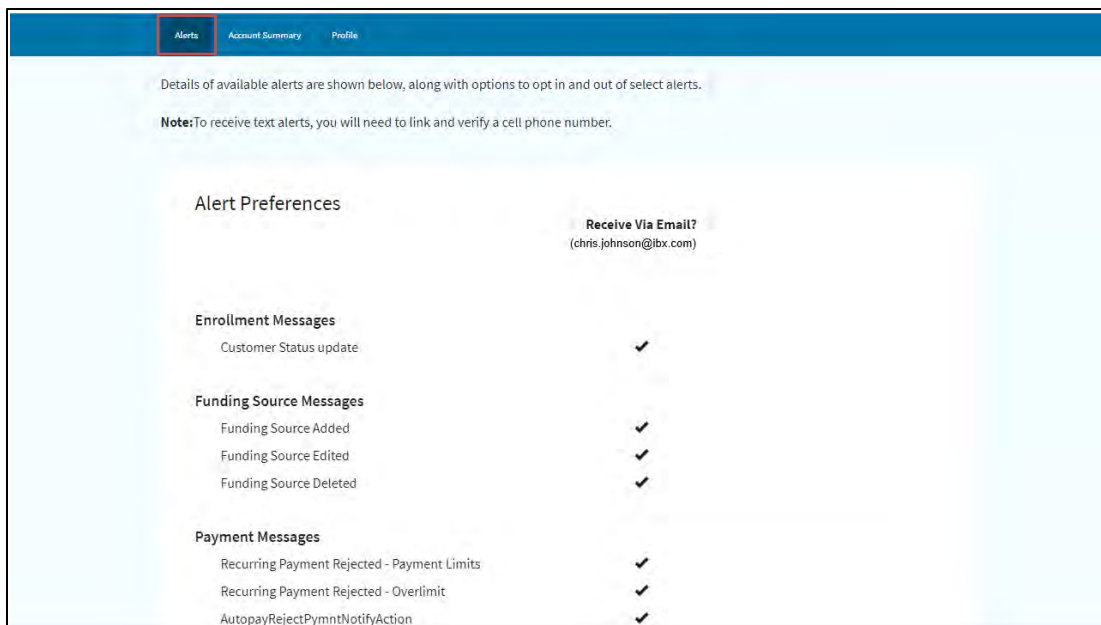 Alerts Account Summary Profile
Details of available alerts are shown below, along with options to opt in and out of select alerts.
Note:To receive text alerts, you will need to link and verify a cell phone number.
Alert Preferences
Receive Via Email?
(chris.johnson@ibx.com)
Enrollment Messages
Customer Status update
Funding Source Messages
Funding Source Added
Funding Source Edited
Funding Source Deleted
Payment Messages
Recurring Payment Rejected - Payment Limits
Recurring Payment Rejected - Overlimit
AutopayRejectPymntNotifyAction